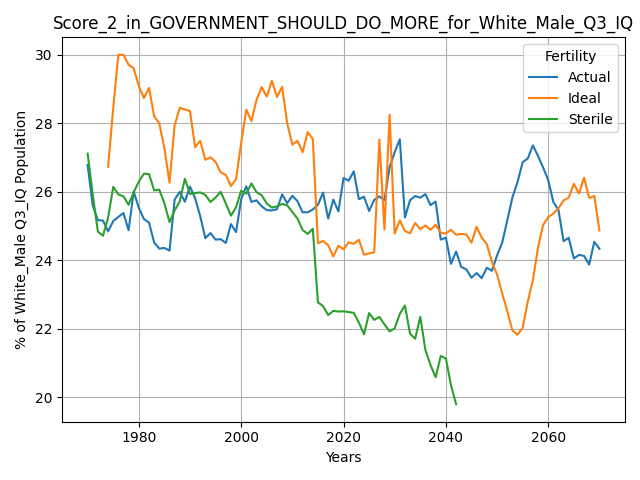 Score_2_in_GOVERNMENT_SHOULD_DO_MORE_for_White_Male_Q3_IQ
% of White_Male Q3_IQ Population
30
28
26
24
22
20
Fertility
Actual
Ideal
Sterile
1980
2000
2020
2040
2060
Years